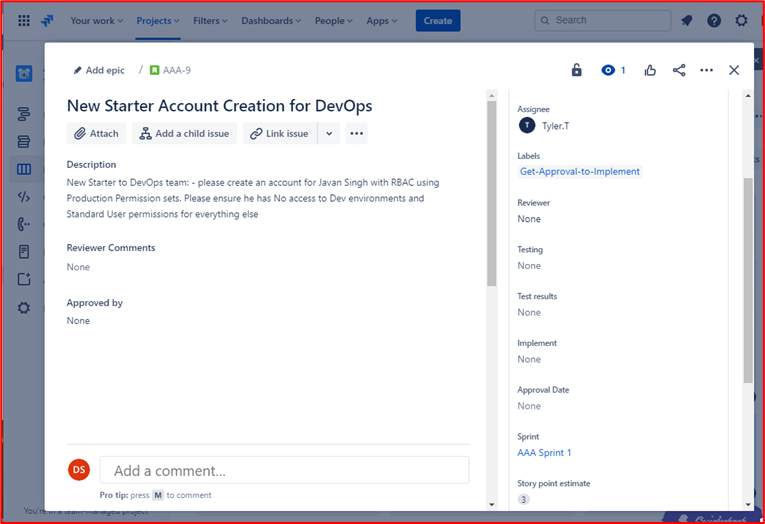 Your work Projects Filters Dashboards People Apps Create Search
Add epic / AAA-9 1
New Starter Account Creation for DevOps
Attach Add a child issue Link issue
Description
New Starter to DevOps team: - please create an account for Javan Singh with RBAC using
Production Permission sets. Please ensure he has No access to Dev environments and
Standard User permissions for everything else
Reviewer Comments
None
Approved by
None
DS Add a comment...
Pro tip: press M to comment
Assignee
T Tyler.T
Labels
Get-Approval-to-Implement
Reviewer
None
Testing
None
Test results
None
Implement
None
Approval Date
None
Sprint
AAA Sprint 1
Story point estimate
3
You're in a team-managed project